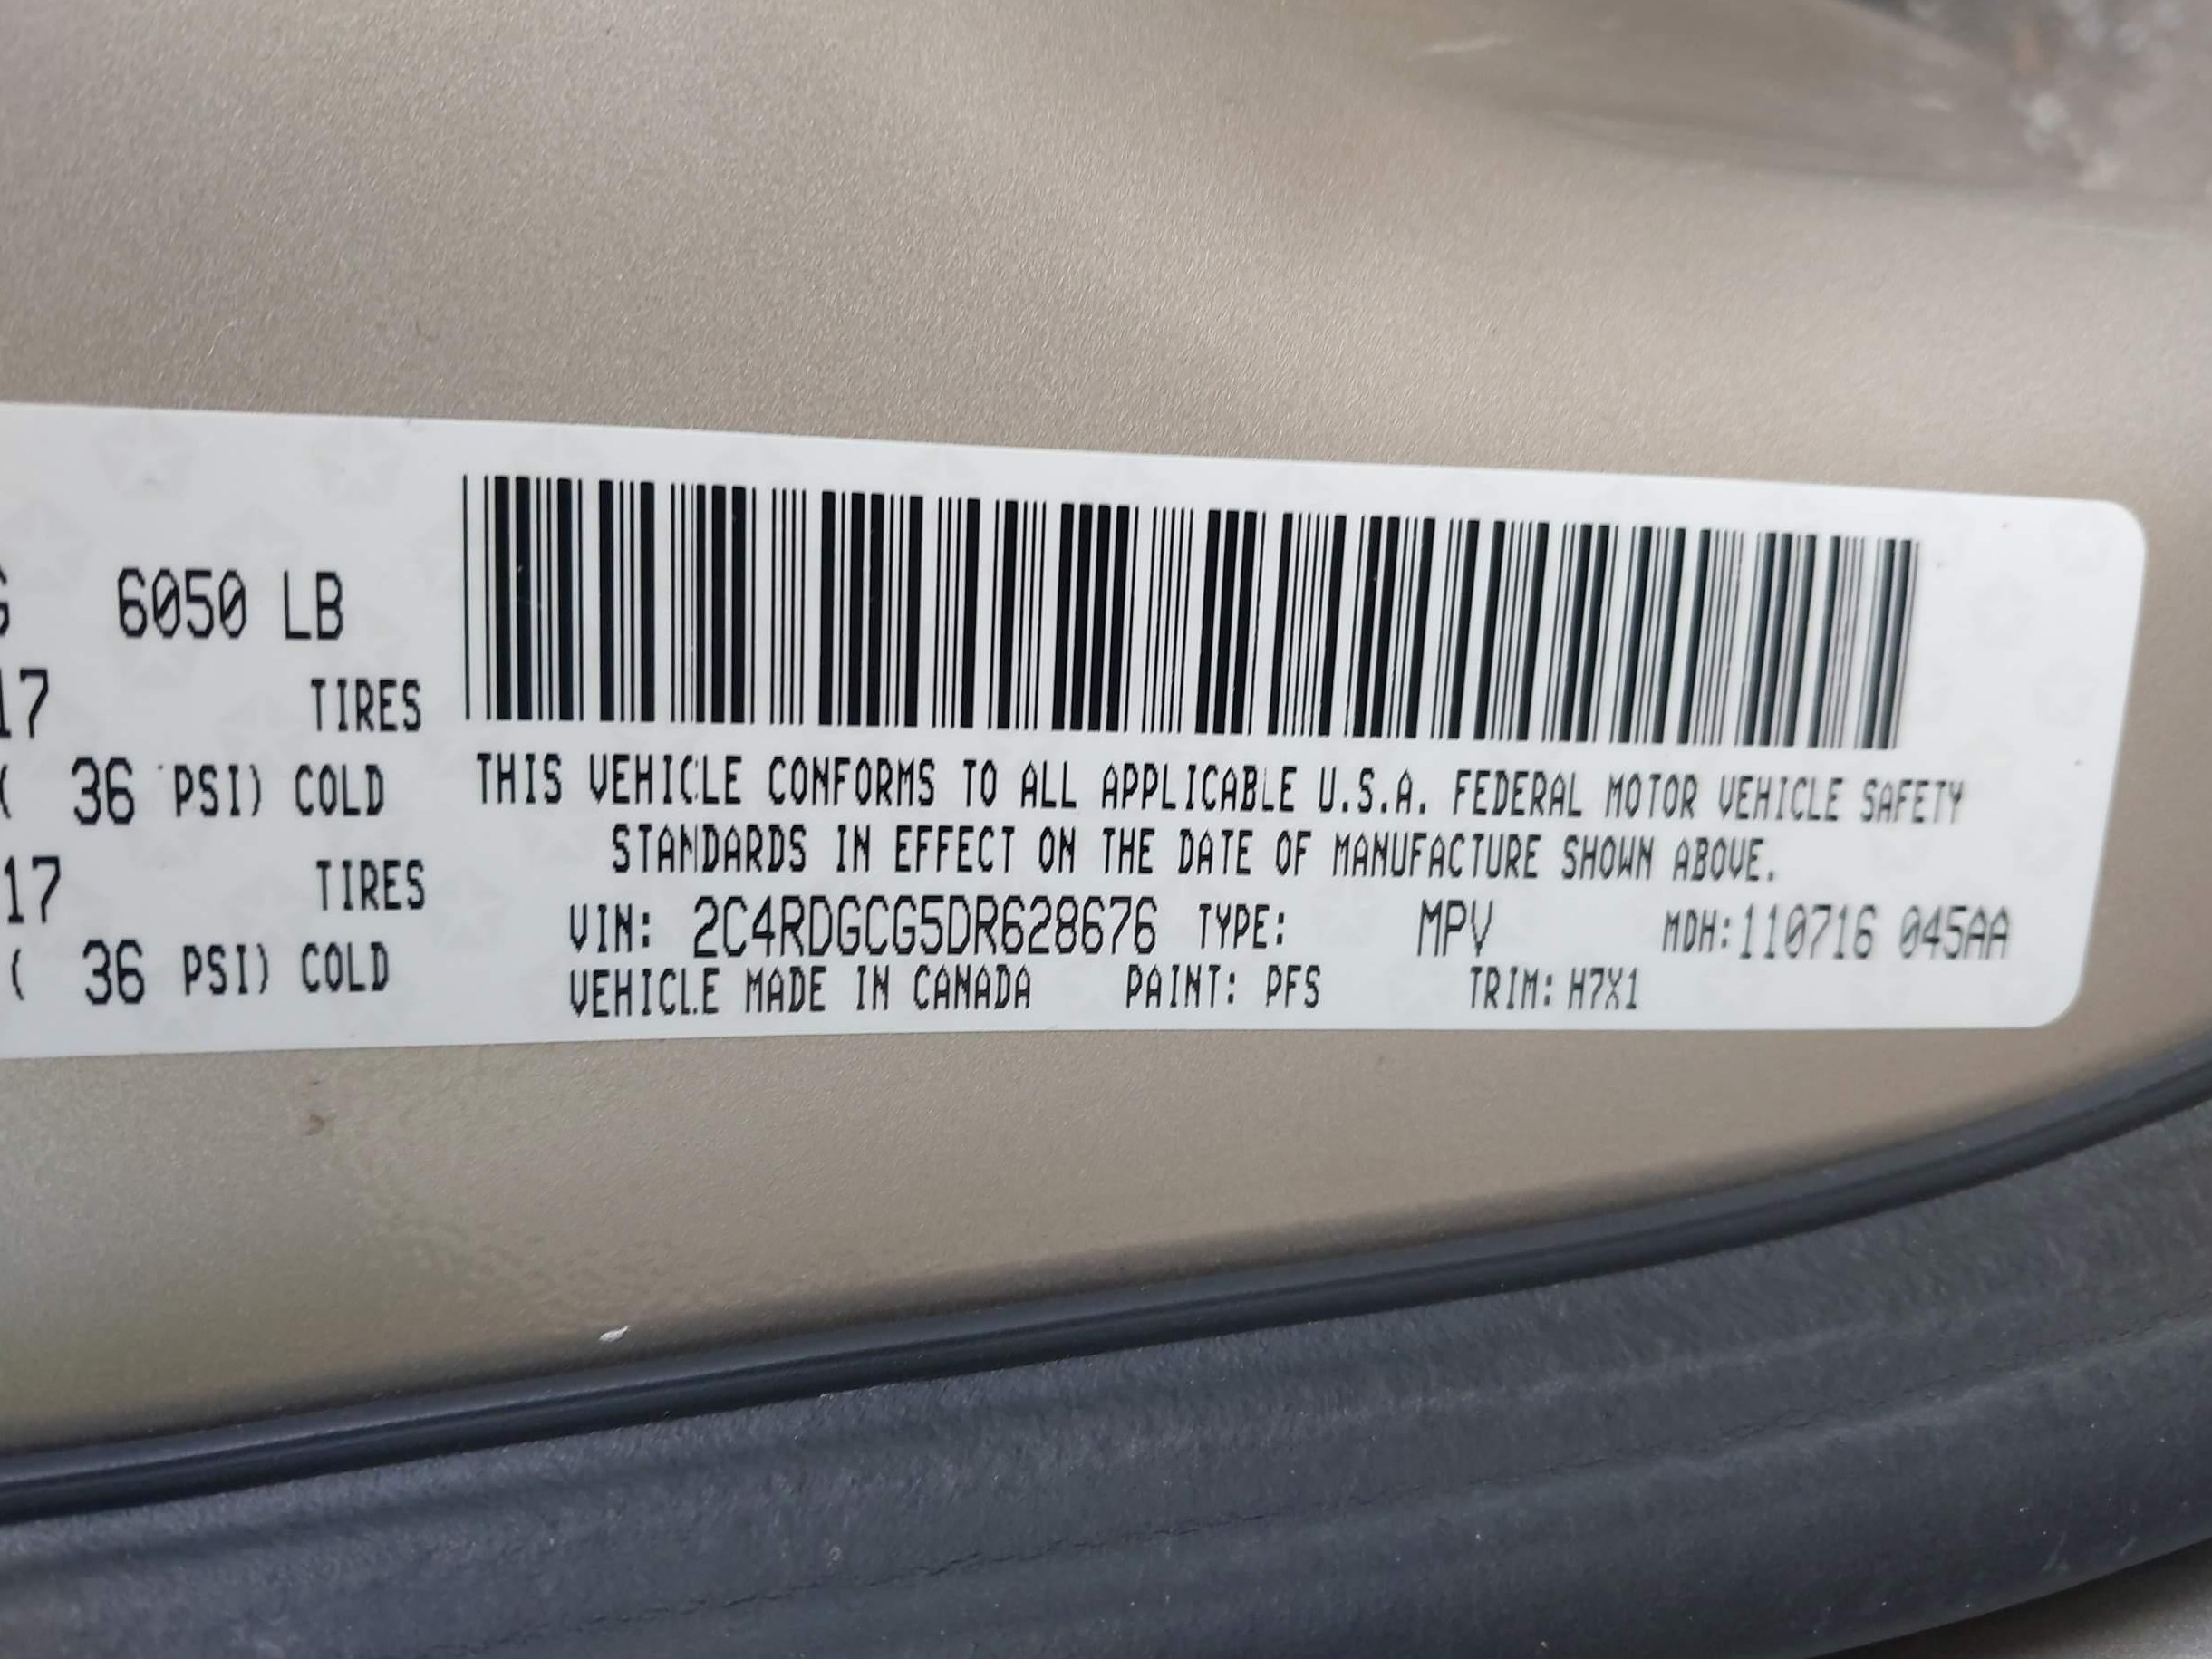 6050 LB
17 TIRES
( 36 PSI) COLD
17 TIRES
( 36 PSI) COLD
THIS VEHICLE CONFORMS TO ALL APPLICABLE U.S.A. FEDERAL MOTOR VEHICLE SAFETY
STANDARDS IN EFFECT ON THE DATE OF MANUFACTURE SHOWN ABOVE.
VIN: 2C4RDGCG5DR628676 TYPE: MPV MDH:110716 045AA
VEHICLE MADE IN CANADA PAINT: PFS TRIM: H7X1